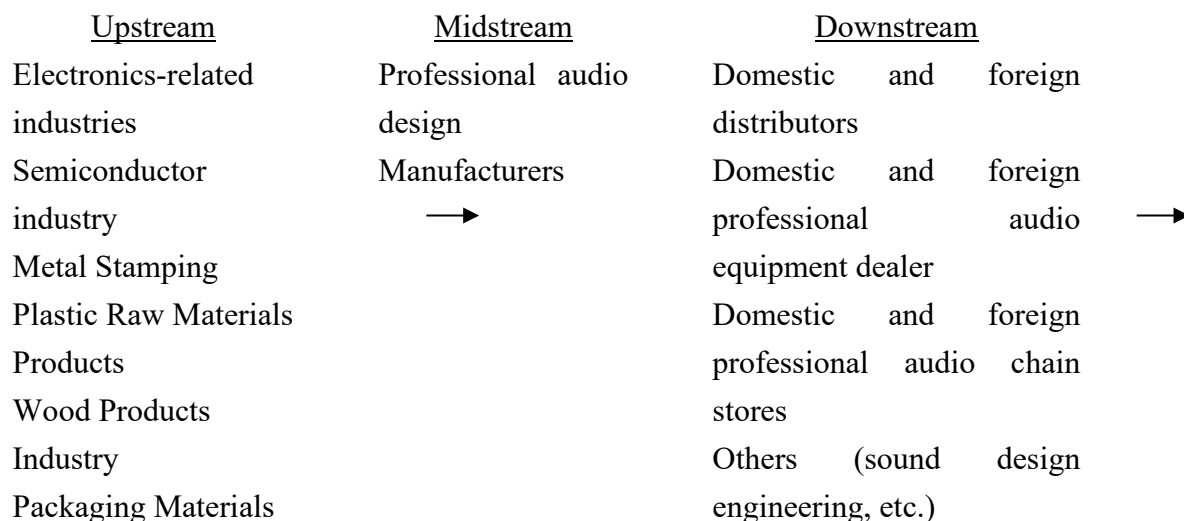 Upstream
Electronics-related
industries
Semiconductor
industry
Metal Stamping
Plastic Raw Materials
Products
Wood Products
Industry
Packaging Materials
Midstream
Professional audio
design
Manufacturers
Downstream
Domestic and foreign
distributors
Domestic and foreign
professional audio
equipment dealer
Domestic and foreign
professional audio chain
stores
Others (sound design
engineering, etc.)